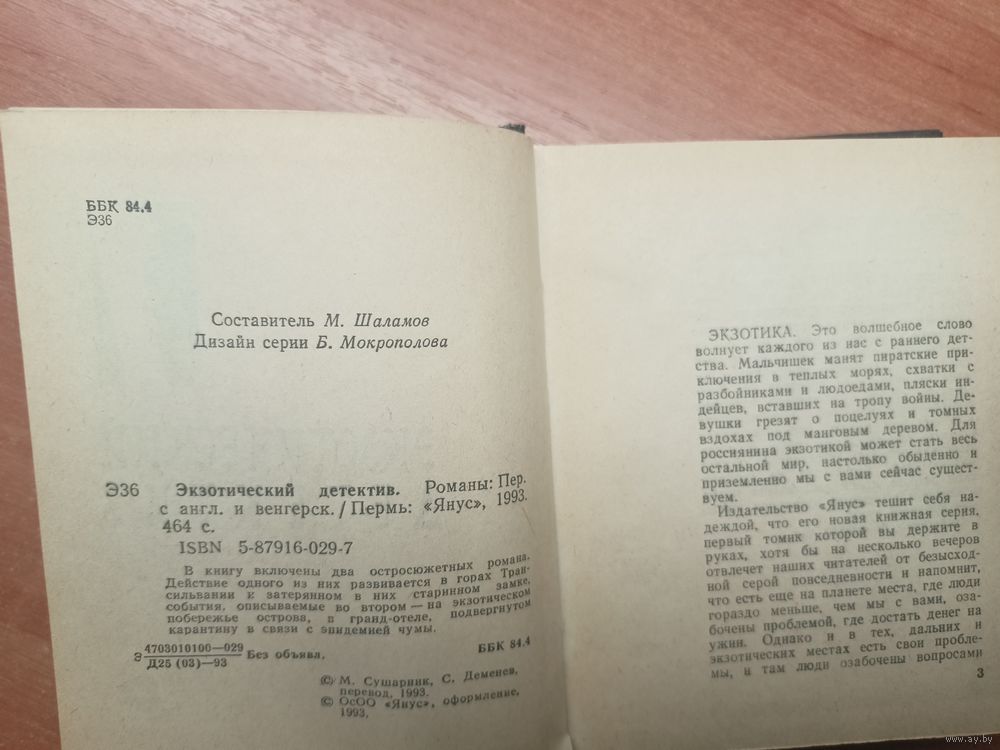 ББК 84.4
Э36
Составитель М. Шаламов
Дизайн серии Б. Мокрополова
Э36 Экзотический детектив. Романы: Пер.
с англ. и венгерск. / Пермь: «Янус», 1993.
464 с.
ISBN 5-87916-029-7
В книгу включены два остросюжетных романа.
Действие одного из них развивается в горах Тран-
сильвании и затерянном в них старинном замке,
события, описываемые во втором — на экзотическом
побережье острова, в гранд-отеле, подвергнутом
карантину в связи с эпидемией чумы.
Э 4703010100—029
Д25 (03)—93 Без объявл.
ББК 84.4
© М. Сушарник, С. Деменев,
перевод, 1993.
© ОсОО «Янус», оформление,
1993,
ЭКЗОТИКА. Это волшебное слово
волнует каждого из нас с раннего дет-
ства. Мальчишек манят пиратские при-
ключения в теплых морях, схватки с
разбойниками и людоедами, пляски ин-
дейцев, вставших на тропу войны. Де-
вушки грезят о поцелуях и томных
вздохах под манговым деревом. Для
россиянина экзотикой может стать весь
остальной мир, настолько обыденно и
приземленно мы с вами сейчас сущест-
вуем.
Издательство «Янус» тешит себя на-
деждой, что его новая книжная серия,
первый томик которой вы держите в
руках, хотя бы на несколько вечеров
отвлечет наших читателей от безысход-
ной серой повседневности и напомнит,
что есть еще на планете места, где люди
гораздо меньше, чем мы с вами, оза-
бочены проблемой, где достать денег на
ужин. Однако и в тех, дальних и
экзотических местах есть свои пробле-
мы, и там люди озабочены вопросами
3
www.ay.by